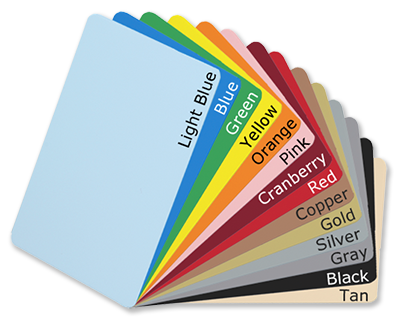 Light Blue
Blue
Green
Yellow
Orange
Pink
Cranberry
Red
Copper
Gold
Silver
Gray
Black
Tan